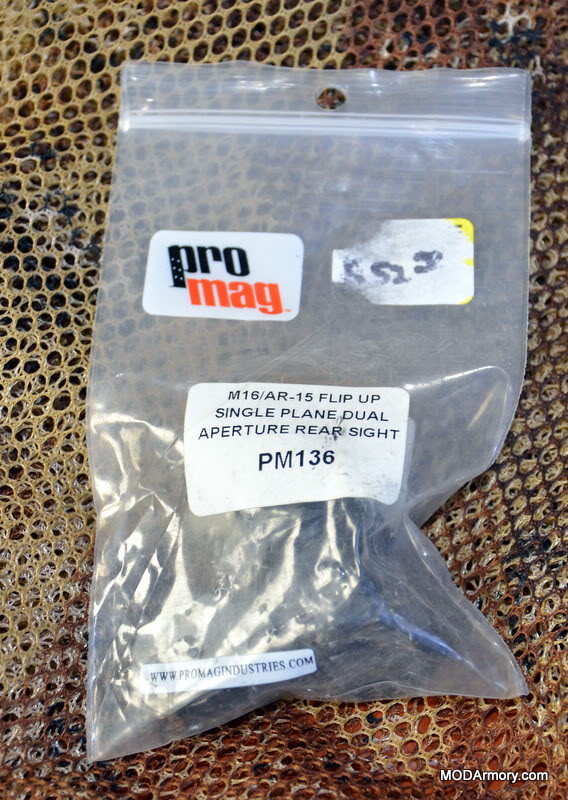 pro
mag
M16/AR-15 FLIP UP
SINGLE PLANE DUAL
APERTURE REAR SIGHT
PM136
WWW.PROMAGINDUSTRIES.COM
MODArmory.com